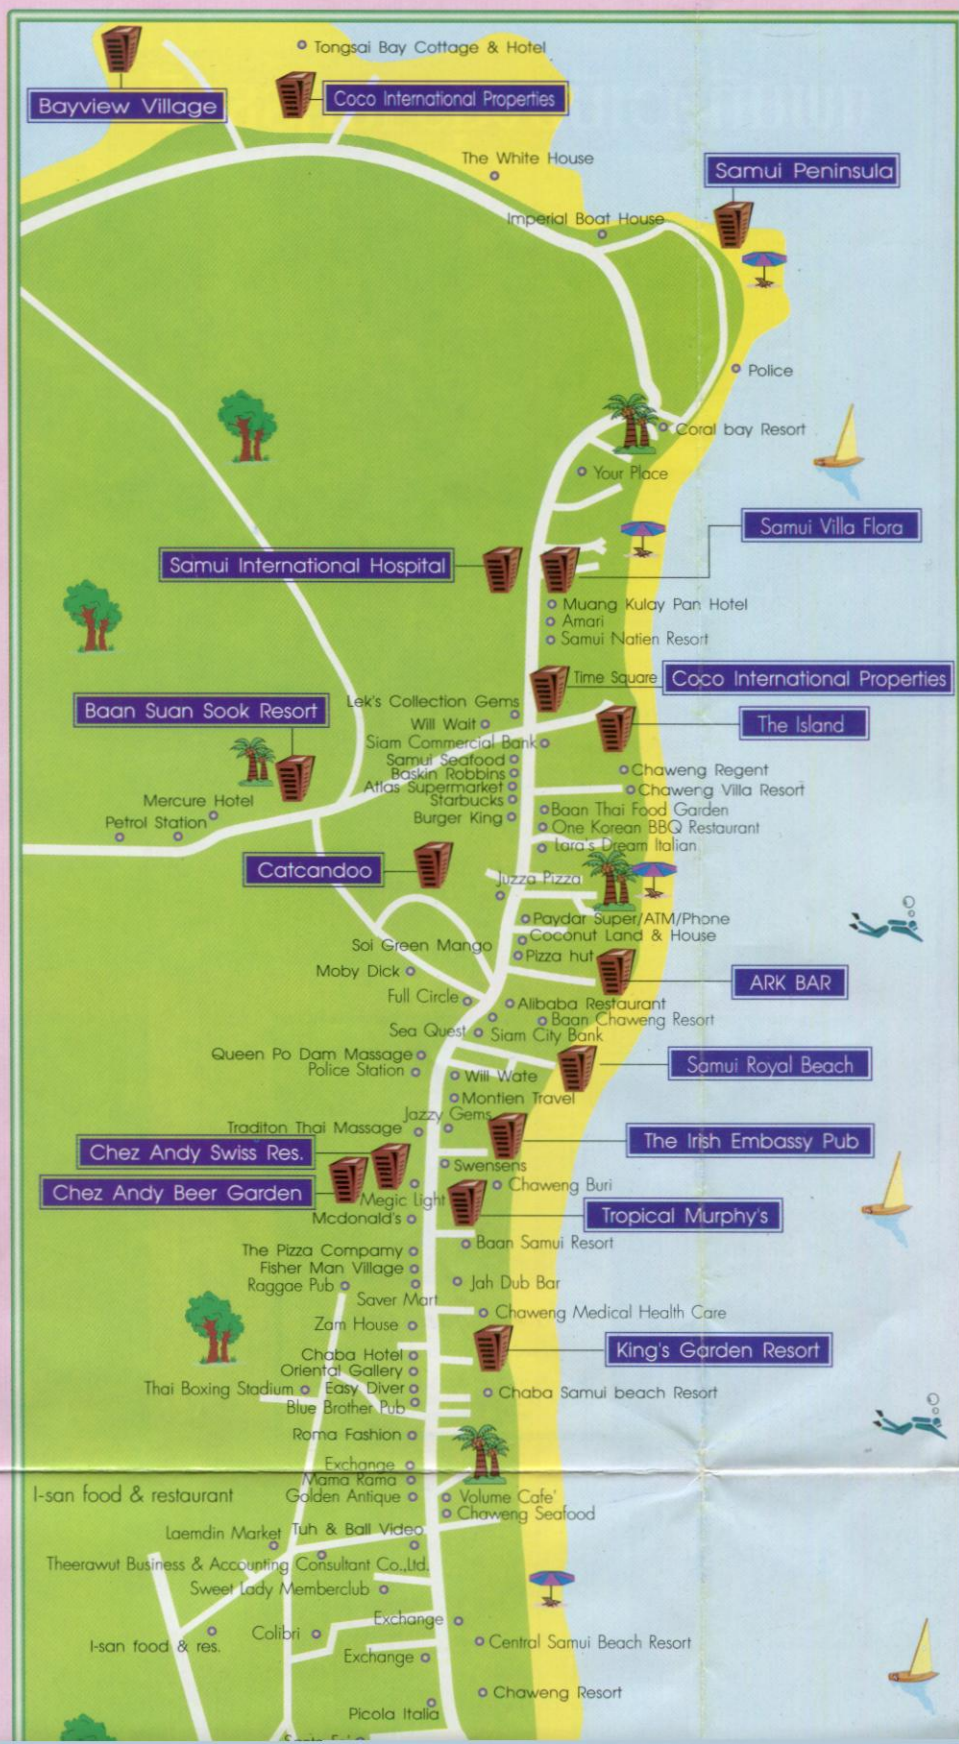 Tongsai Bay Cottage & Hotel
Bayview Village
Coco International Properties
The White House
Samui Peninsula
Imperial Boat House
Police
Coral bay Resort
Your Place
Samui Villa Flora
Samui International Hospital
Muang Kulay Pan Hotel
Amari
Samui Natien Resort
Time Square
Coco International Properties
Lek's Collection Gems
Baan Suan Sook Resort
Will Wait
The Island
Siam Commercial Bank
Samui Seafood
Baskin Robbins
Chaweng Regent
Atlas Supermarket
Chaweng Villa Resort
Starbucks
Mercure Hotel
Baan Thai Food Garden
Burger King
Petrol Station
One Korean BBQ Restaurant
Lara's Dream Italian
Catcandoo
Juzza Pizza
Paydar Super/ATM/Phone
Coconut Land & House
Soi Green Mango
Pizza hut
Moby Dick
ARK BAR
Full Circle
Alibaba Restaurant
Baan Chaweng Resort
Sea Quest
Siam City Bank
Queen Po Dam Massage
Police Station
Samui Royal Beach
Will Wate
Montien Travel
Jazzy Gems
Traditon Thai Massage
The Irish Embassy Pub
Chez Andy Swiss Res.
Swensens
Chaweng Buri
Chez Andy Beer Garden
Megic Light
Mcdonald's
Tropical Murphy's
Baan Samui Resort
The Pizza Compamy
Fisher Man Village
Raggae Pub
Jah Dub Bar
Saver Mart
Chaweng Medical Health Care
Zam House
King's Garden Resort
Chaba Hotel
Oriental Gallery
Thai Boxing Stadium
Easy Diver
Chaba Samui beach Resort
Blue Brother Pub
Roma Fashion
Exchange
Mama Rama
I-san food & restaurant
Golden Antique
Volume Cafe'
Chaweng Seafood
Laemdin Market
Tuh & Ball Video
Theerawut Business & Accounting Consultant Co.,Ltd.
Sweet Lady Memberclub
Exchange
Colibri
I-san food & res.
Central Samui Beach Resort
Exchange
Chaweng Resort
Picola Italia